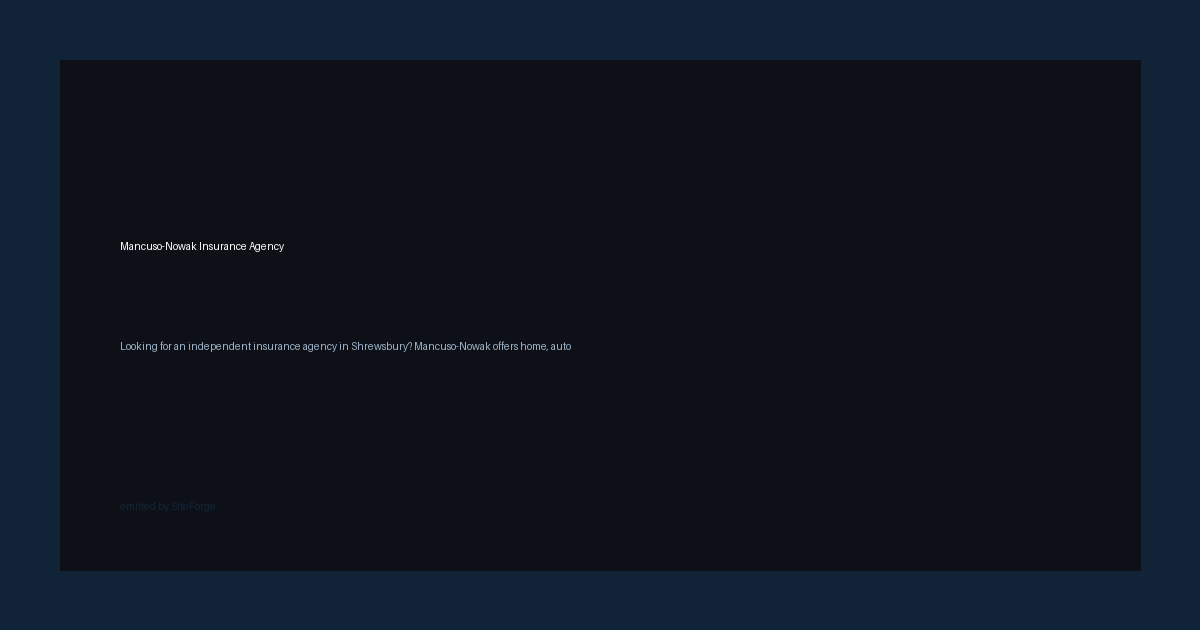 Mancuso-Nowak Insurance Agency
Looking for an independent insurance agency in Shrewsbury? Mancuso-Nowak offers home, auto
emitted by SiteForge